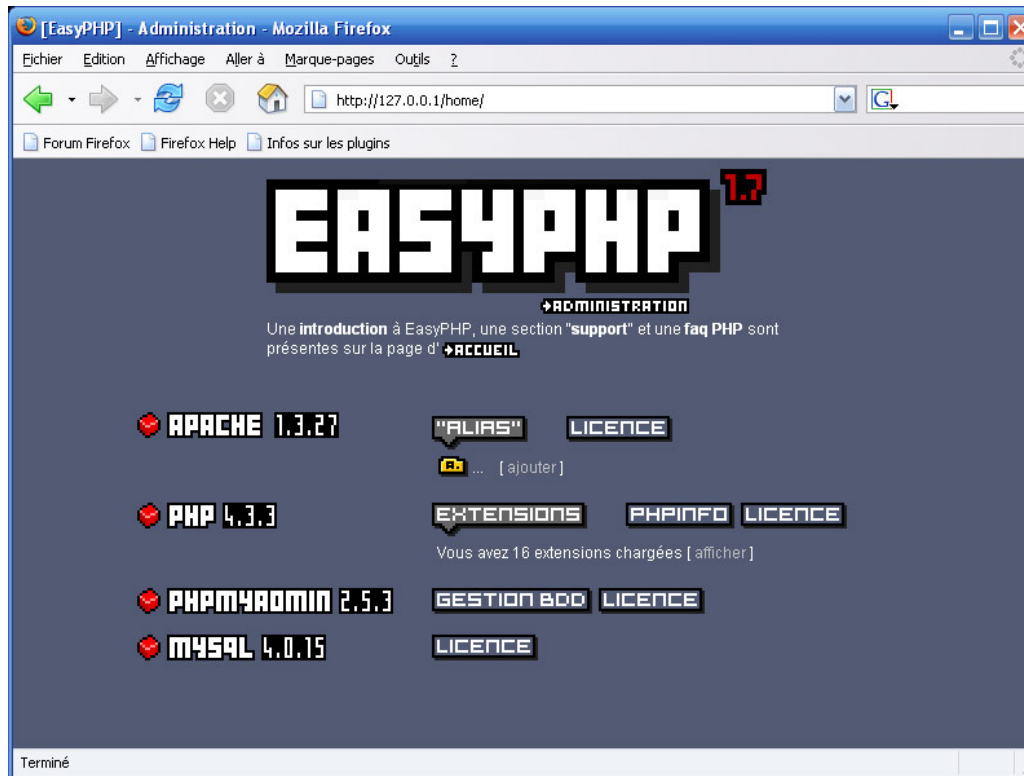 [EasyPHP] - Administration - Mozilla Firefox
Fichier Edition Affichage Aller à Marque-pages Outils ?
http://127.0.0.1/home/ G
Forum Firefox Firefox Help Infos sur les plugins
EASYPHP 1.7
ADMINISTRATION
Une introduction à EasyPHP, une section "support" et une faq PHP sont
présentes sur la page d' ACCUEIL
APACHE 1.3.27 "ALIAS" LICENCE
a. ... [ ajouter ]
PHP 4.3.3 EXTENSIONS PHPINFO LICENCE
Vous avez 16 extensions chargées [ afficher ]
PHPMYADMIN 2.5.3 GESTION BDD LICENCE
MYSQL 4.0.15 LICENCE
Terminé